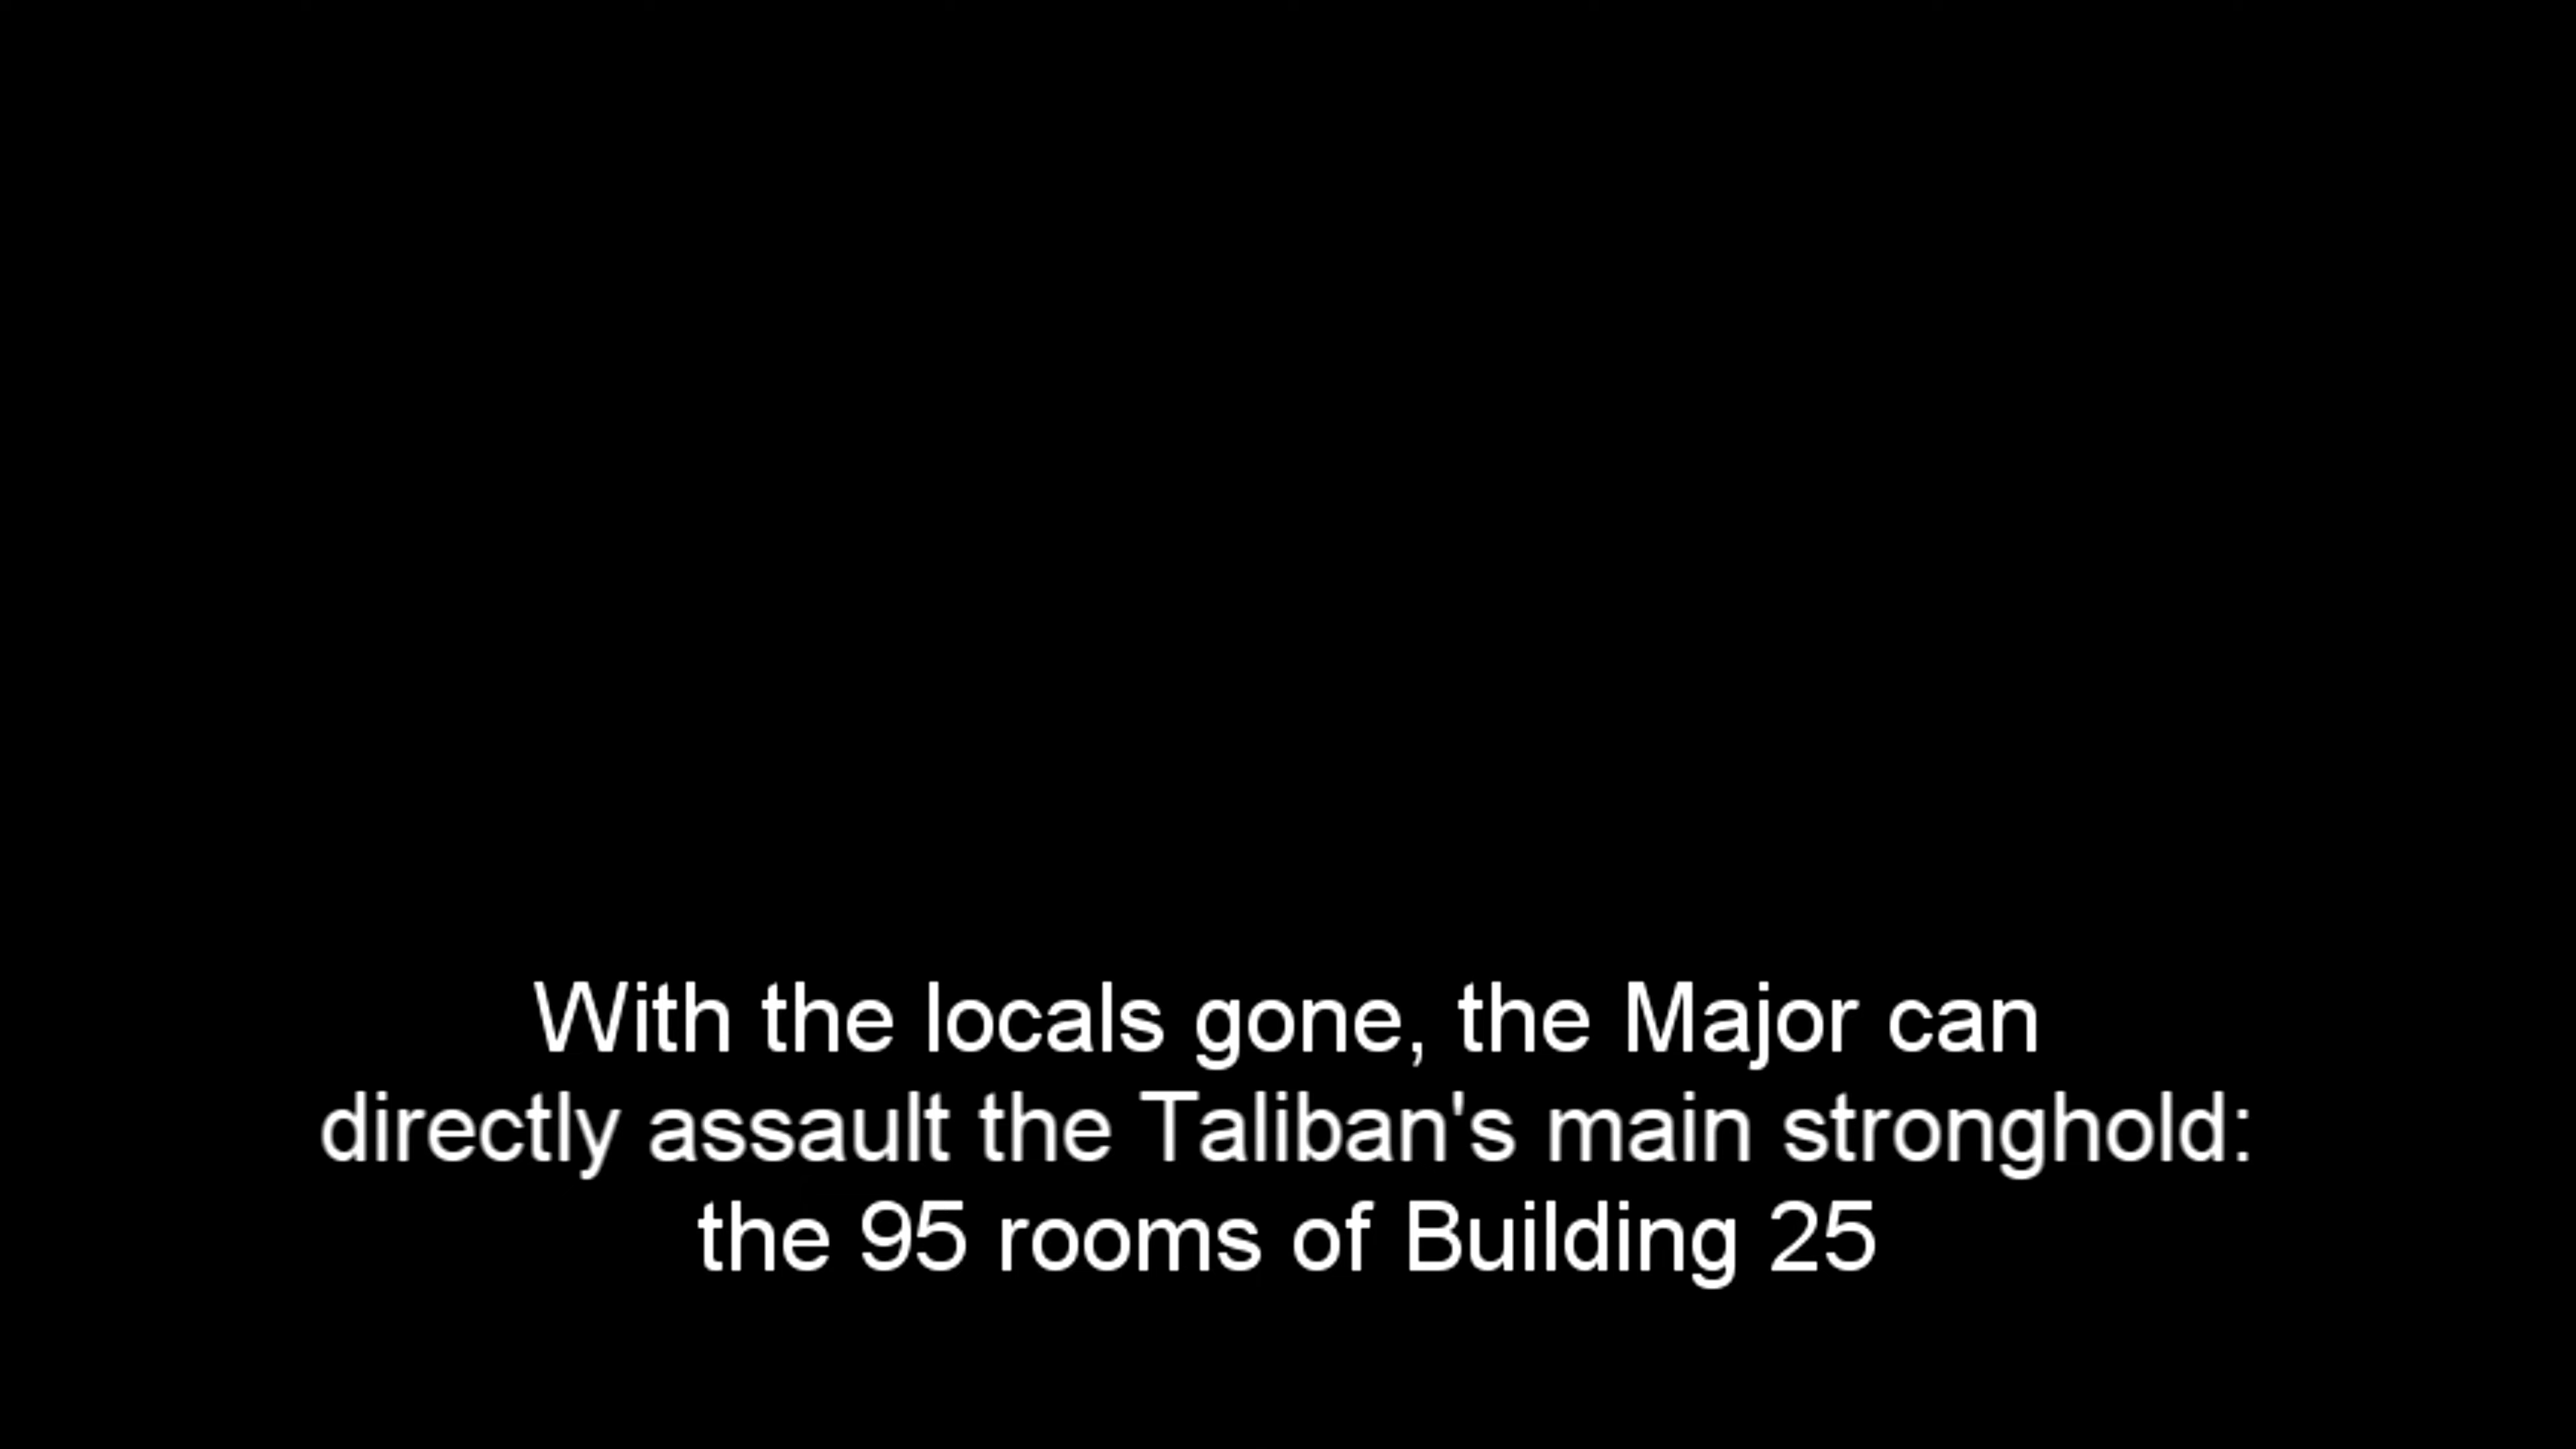 With the locals gone, the Major can
directly assault the Taliban's main stronghold:
the 95 rooms of Building 25